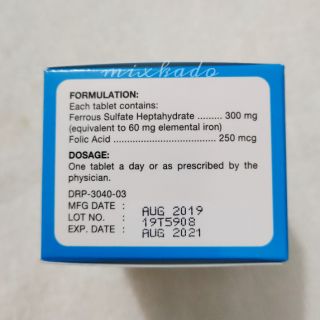 mixkado
FORMULATION:
Each tablet contains:
Ferrous Sulfate Heptahydrate ......... 300 mg
(equivalent to 60 mg elemental iron)
Folic Acid ...................................... 250 mcg
DOSAGE:
One tablet a day or as prescribed by the
physician.
DRP-3040-03
MFG DATE : AUG 2019
LOT NO. : 19T5908
EXP. DATE : AUG 2021